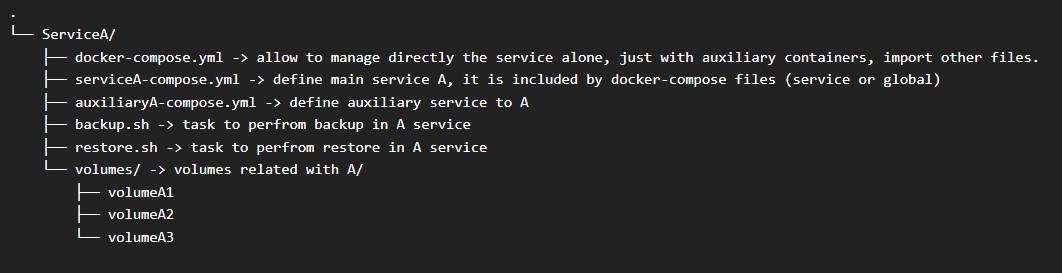 .
└── ServiceA/
    ├── docker-compose.yml -> allow to manage directly the service alone, just with auxiliary containers, import other files.
    ├── serviceA-compose.yml -> define main service A, it is included by docker-compose files (service or global)
    ├── auxiliaryA-compose.yml -> define auxiliary service to A
    ├── backup.sh -> task to perfrom backup in A service
    ├── restore.sh -> task to perfrom restore in A service
    └── volumes/ -> volumes related with A/
        ├── volumeA1
        ├── volumeA2
        └── volumeA3